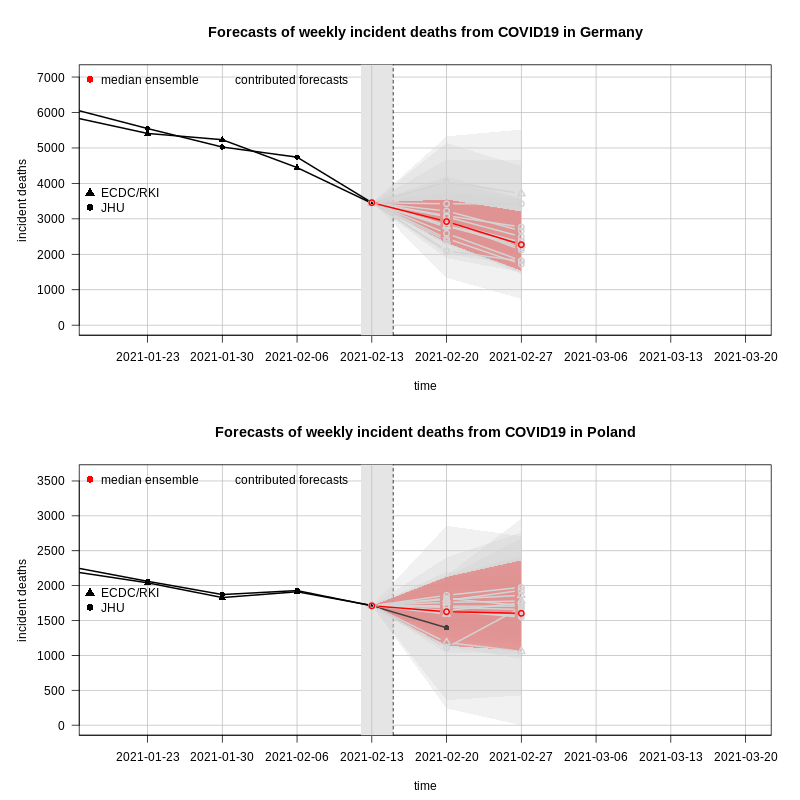 Forecasts of weekly incident deaths from COVID19 in Germany
7000
6000
5000
4000
3000
2000
1000
0
incident deaths
median ensemble
contributed forecasts
ECDC/RKI
JHU
2021-01-23 2021-01-30 2021-02-06 2021-02-13 2021-02-20 2021-02-27 2021-03-06 2021-03-13 2021-03-20
time
Forecasts of weekly incident deaths from COVID19 in Poland
3500
3000
2500
2000
1500
1000
500
0
incident deaths
median ensemble
contributed forecasts
ECDC/RKI
JHU
2021-01-23 2021-01-30 2021-02-06 2021-02-13 2021-02-20 2021-02-27 2021-03-06 2021-03-13 2021-03-20
time